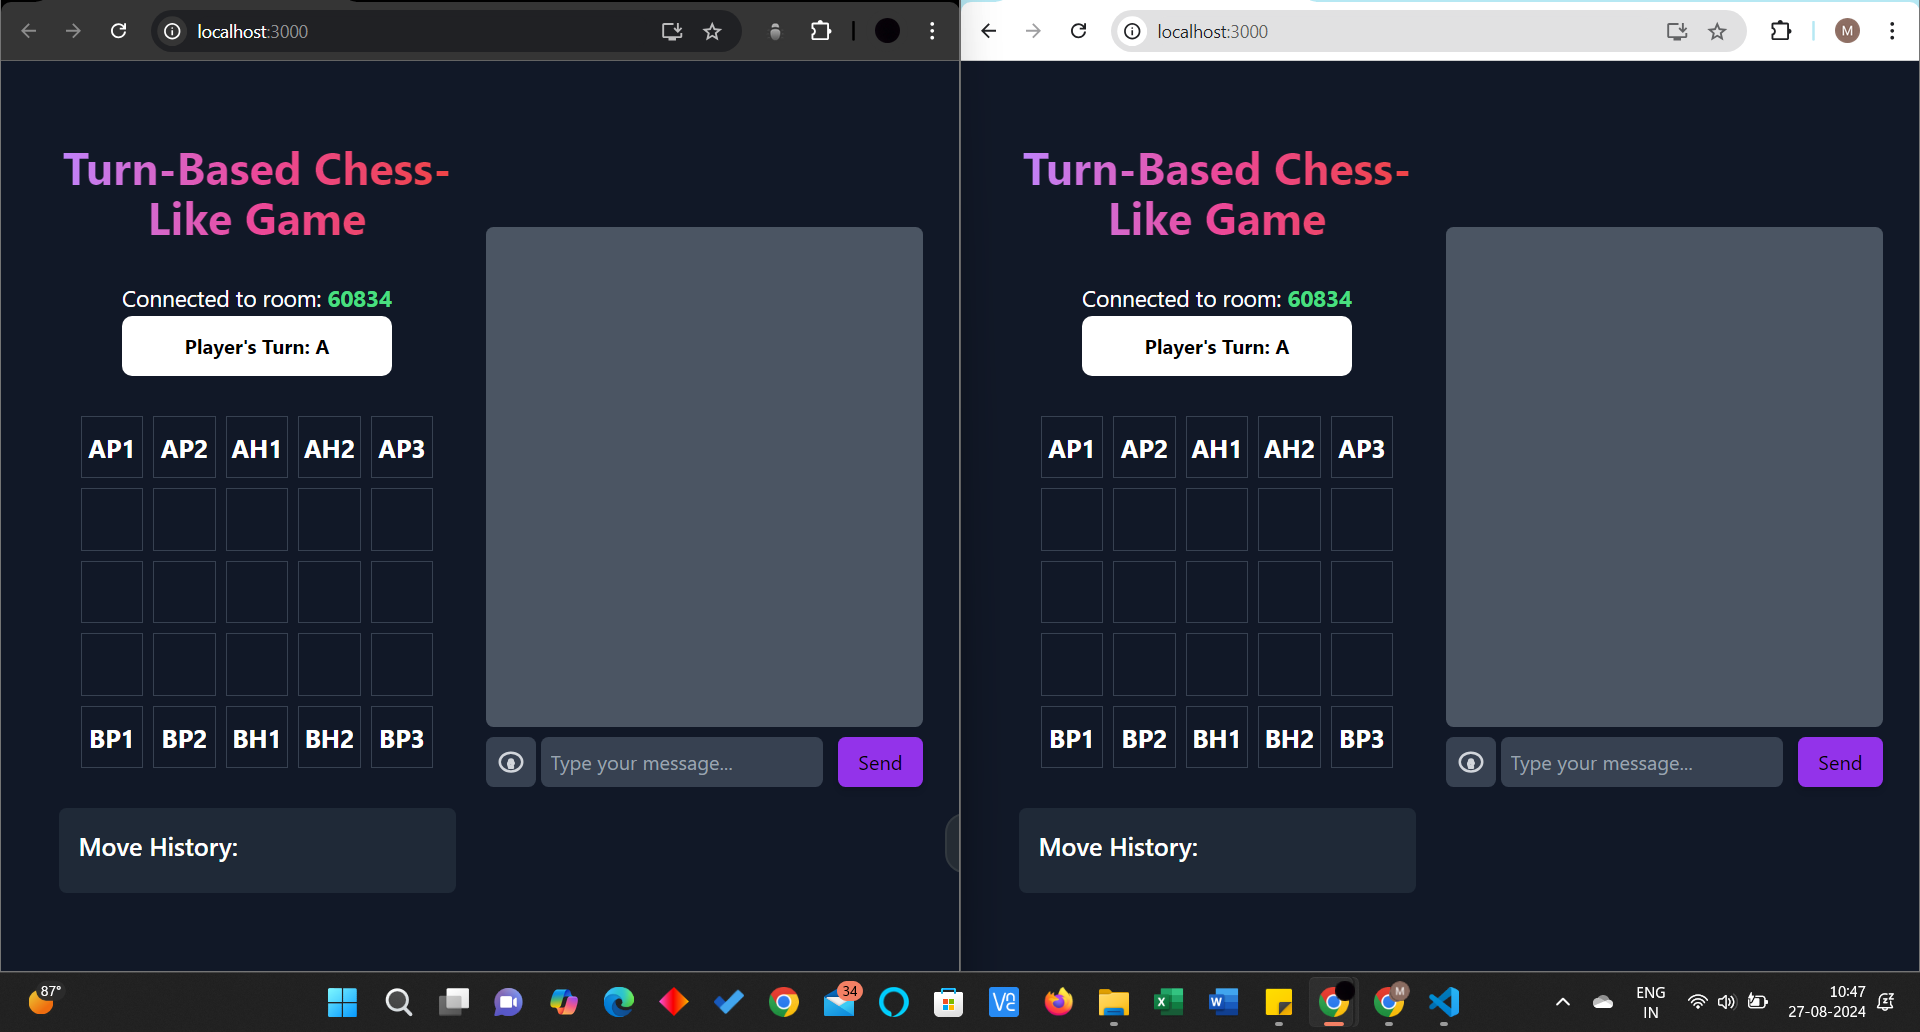 localhost:3000
Turn-Based Chess-
Like Game
Connected to room: 60834
Player's Turn: A
AP1 AP2 AH1 AH2 AP3
BP1 BP2 BH1 BH2 BP3
Type your message...
Send
Move History:
localhost:3000
M
Turn-Based Chess-
Like Game
Connected to room: 60834
Player's Turn: A
AP1 AP2 AH1 AH2 AP3
BP1 BP2 BH1 BH2 BP3
Type your message...
Send
Move History:
87°
34
M
ENG
IN
10:47
27-08-2024